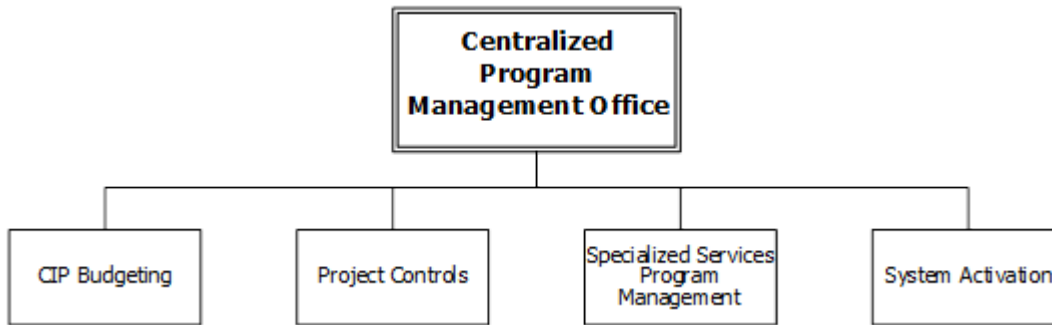 Centralized
Program
Management Office
CIP Budgeting
Project Controls
Specialized Services
Program
Management
System Activation